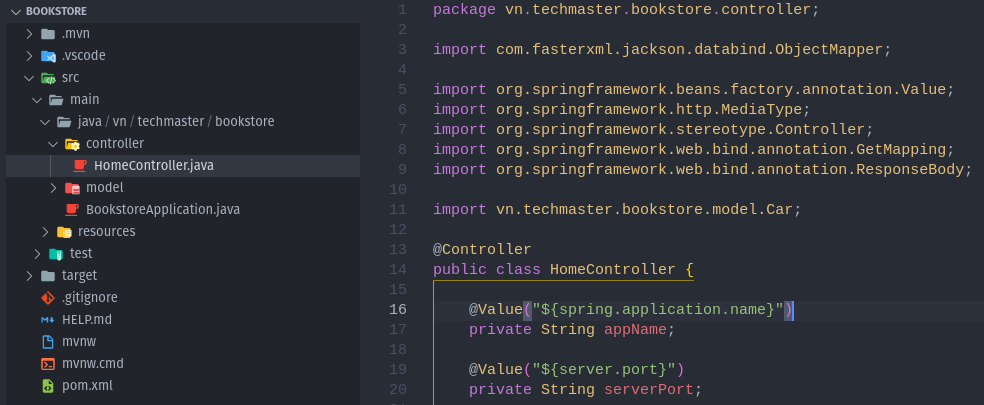 BOOKSTORE
.mvn
.vscode
src
main
java / vn / techmaster / bookstore
controller
HomeController.java
model
BookstoreApplication.java
resources
test
target
.gitignore
HELP.md
mvnw
mvnw.cmd
pom.xml
1 package vn.techmaster.bookstore.controller;
2
3 import com.fasterxml.jackson.databind.ObjectMapper;
4
5 import org.springframework.beans.factory.annotation.Value;
6 import org.springframework.http.MediaType;
7 import org.springframework.stereotype.Controller;
8 import org.springframework.web.bind.annotation.GetMapping;
9 import org.springframework.web.bind.annotation.ResponseBody;
10
11 import vn.techmaster.bookstore.model.Car;
12
13 @Controller
14 public class HomeController {
15
16 @Value("${spring.application.name}")
17 private String appName;
18
19 @Value("${server.port}")
20 private String serverPort;